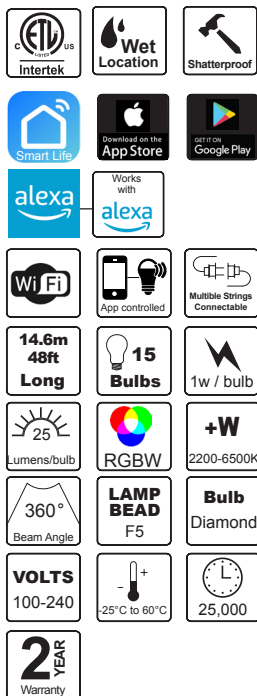 C ETL US
LISTED
Intertek
Wet
Location
Shatterproof
Smart Life
Download on the
App Store
GET IT ON
Google Play
alexa
Works
with
alexa
Wi Fi
App controlled
Multible Strings
Connectable
14.6m
48ft
Long
15
Bulbs
1w / bulb
25
Lumens/bulb
RGBW
+W
2200-6500K
360°
Beam Angle
LAMP
BEAD
F5
Bulb
Diamond
VOLTS
100-240
- +
-25°C to 60°C
25,000
2 YEAR
Warranty